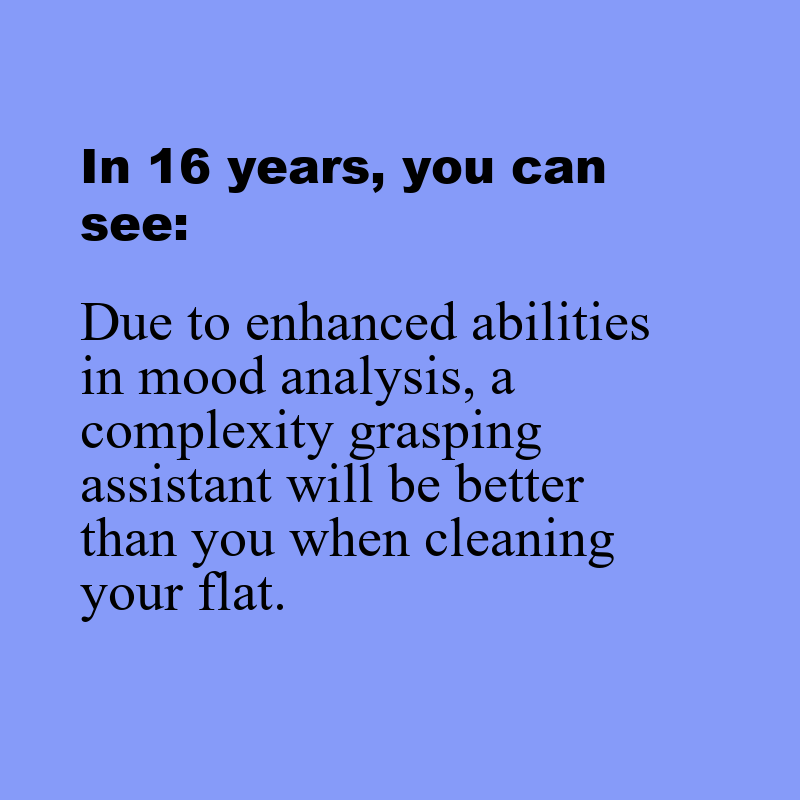 In 16 years, you can
see:
Due to enhanced abilities
in mood analysis, a
complexity grasping
assistant will be better
than you when cleaning
your flat.